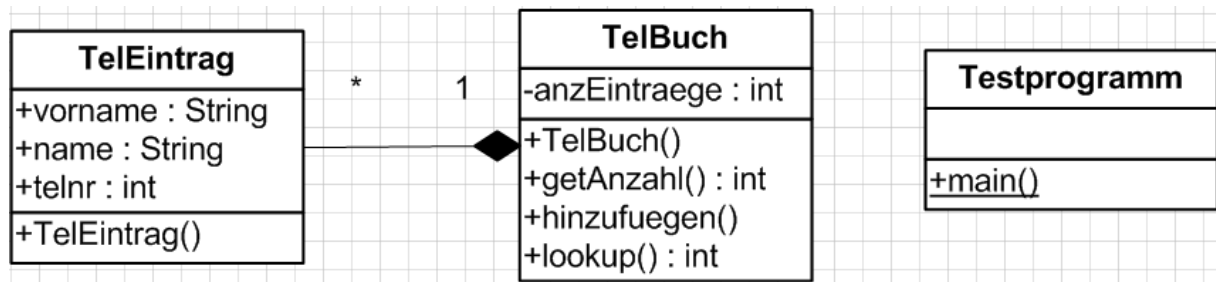 TelEintrag
+vorname : String
+name : String
+telnr : int
+TelEintrag()
* 1
TelBuch
-anzEintraege : int
+TelBuch()
+getAnzahl() : int
+hinzufuegen()
+lookup() : int
Testprogramm
+main()